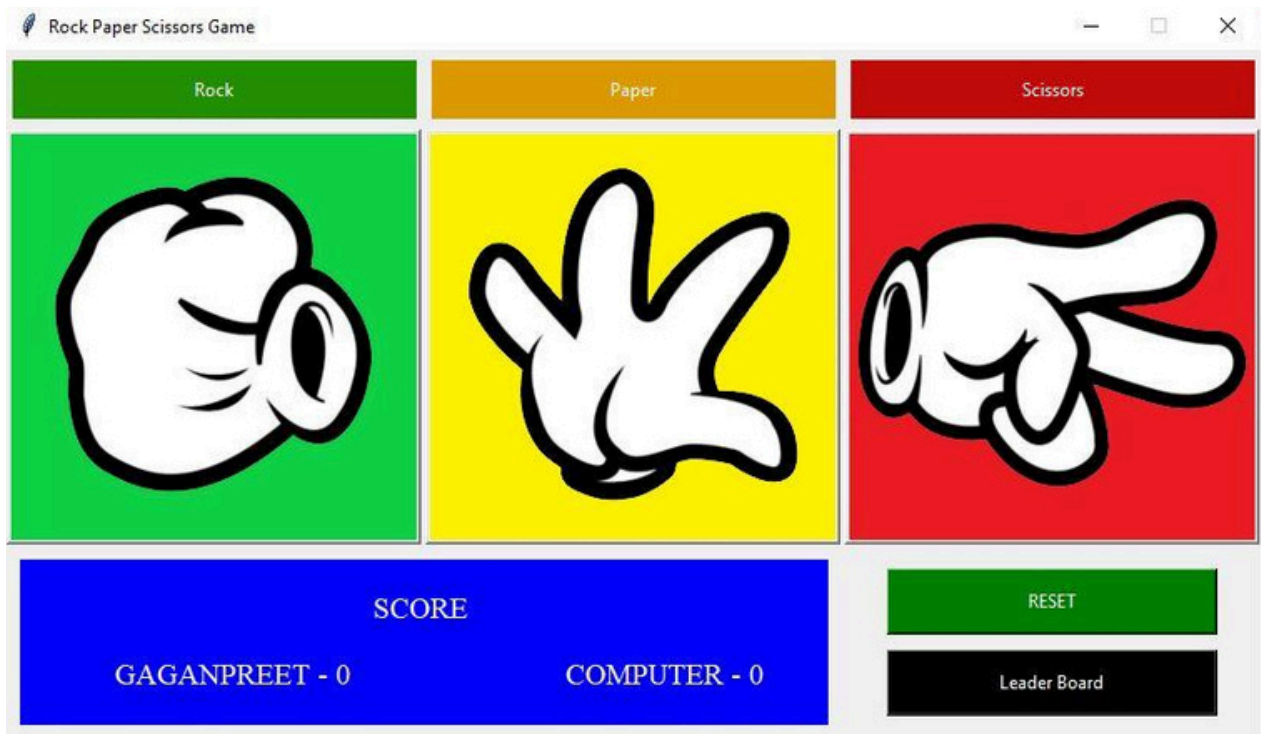 Rock Paper Scissors Game
Rock
Paper
Scissors
SCORE
GAGANPREET - 0
COMPUTER - 0
RESET
Leader Board